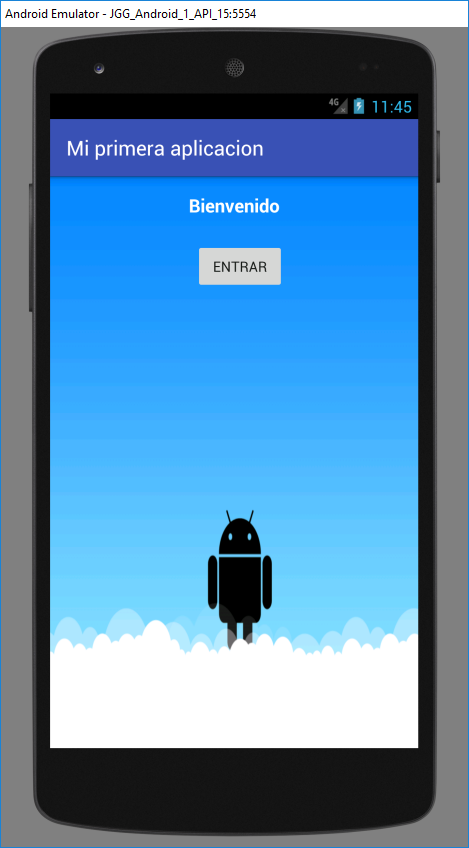 Android Emulator - JGG_Android_1_API_15:5554
4G 11:45
Mi primera aplicacion
Bienvenido
ENTRAR